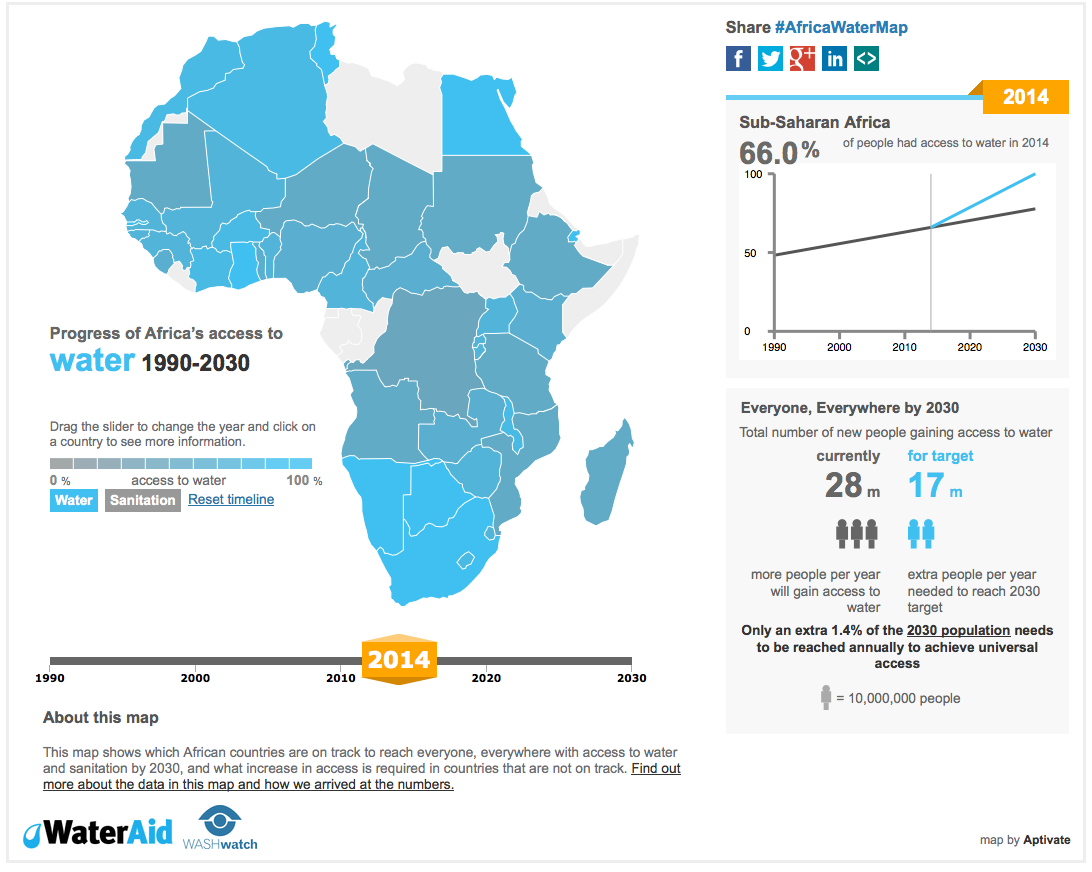 Share #AfricaWaterMap
2014
Sub-Saharan Africa
66.0%
of people had access to water in 2014
100
50
0
1990 2000 2010 2020 2030
Progress of Africa's access to
water 1990-2030
Drag the slider to change the year and click on
a country to see more information.
0 % access to water 100 %
Water Sanitation Reset timeline
Everyone, Everywhere by 2030
Total number of new people gaining access to water
currently for target
28 m 17 m
more people per year
will gain access to
water
extra people per year
needed to reach 2030
target
Only an extra 1.4% of the 2030 population needs
to be reached annually to achieve universal
access
= 10,000,000 people
2014
1990 2000 2010 2020 2030
About this map
This map shows which African countries are on track to reach everyone, everywhere with access to water
and sanitation by 2030, and what increase in access is required in countries that are not on track. Find out
more about the data in this map and how we arrived at the numbers.
WaterAid
WASHwatch
map by Aptivate